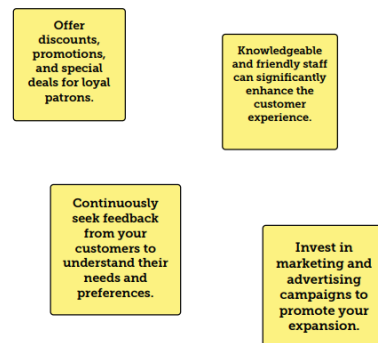 Offer
discounts,
promotions,
and special
deals for loyal
patrons.
Knowledgeable
and friendly staff
can significantly
enhance the
customer
experience.
Continuously
seek feedback
from your
customers to
understand their
needs and
preferences.
Invest in
marketing and
advertising
campaigns to
promote your
expansion.